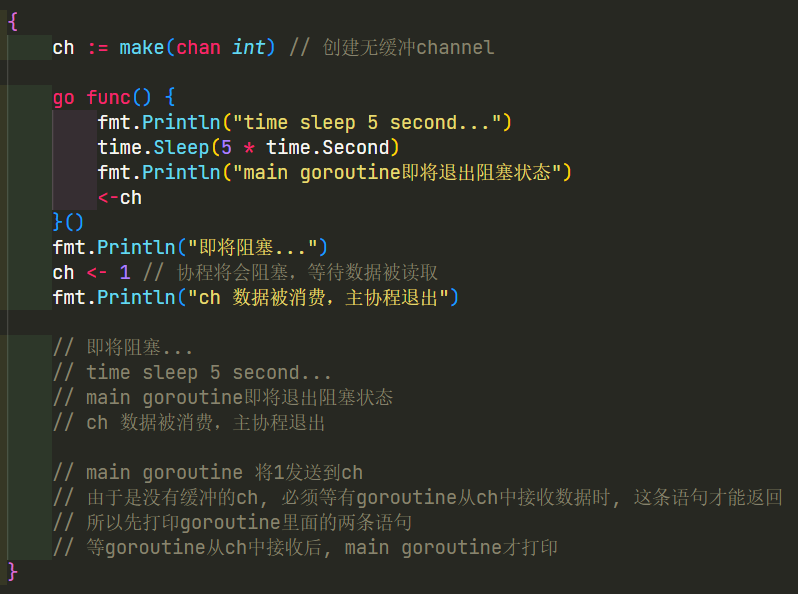 {
ch := make(chan int) // 创建无缓冲channel
go func() {
fmt.Println("time sleep 5 second...")
time.Sleep(5 * time.Second)
fmt.Println("main goroutine即将退出阻塞状态")
<-ch
}()
fmt.Println("即将阻塞...")
ch <- 1 // 协程将会阻塞，等待数据被读取
fmt.Println("ch 数据被消费，主协程退出")
// 即将阻塞...
// time sleep 5 second...
// main goroutine即将退出阻塞状态
// ch 数据被消费，主协程退出
// main goroutine 将1发送到ch
// 由于是没有缓冲的ch, 必须等有goroutine从ch中接收数据时, 这条语句才能返回
// 所以先打印goroutine里面的两条语句
// 等goroutine从ch中接收后, main goroutine才打印
}